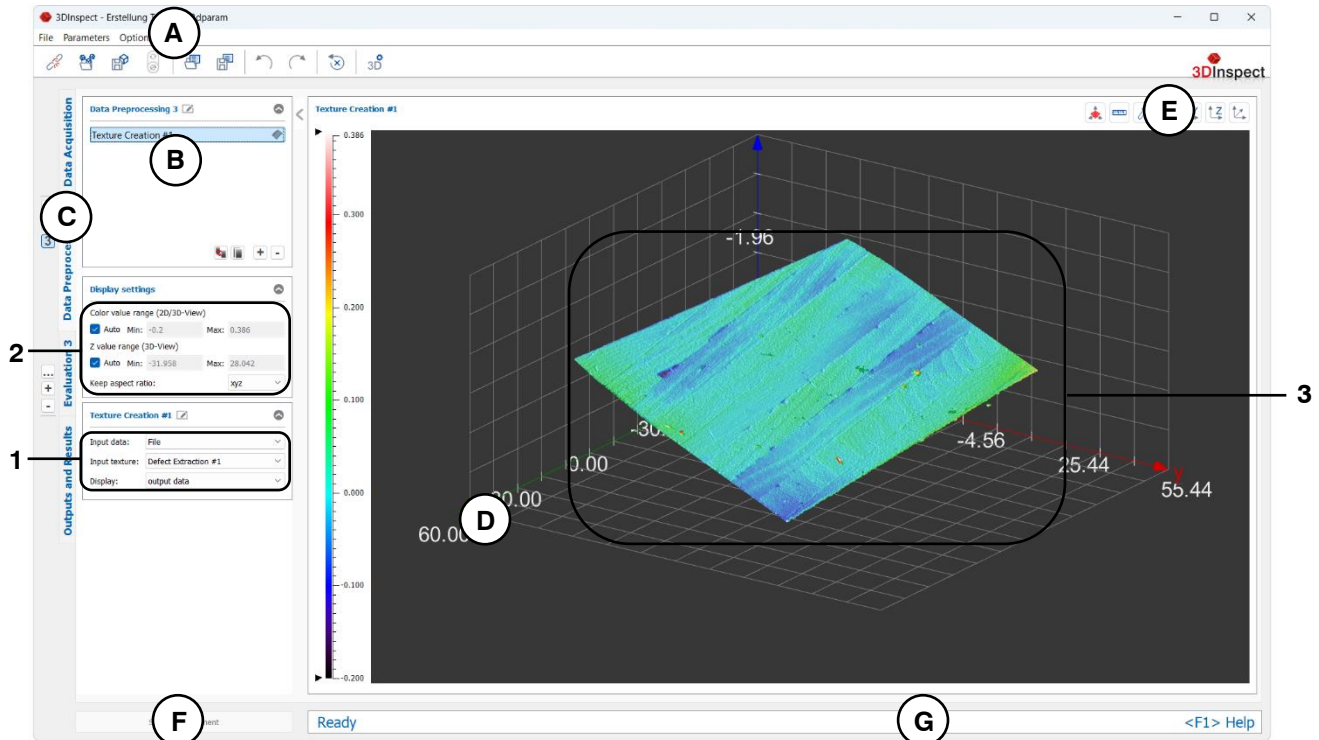 3DInspect - Erstellung
File Parameters
A
3D
3DInspect
Data Acquisition
Data Preprocessing 3
Texture Creation #1
B
C
3
+ -
Display settings
Color value range (2D/3D-View)
Auto Min: -0.2 Max: 0.386
Z value range (3D-View)
Auto Min: -31.958 Max: 28.042
Keep aspect ratio: xyz
2
Evaluation 3
...
+
-
Texture Creation #1
Input data: File
Input texture: Defect Extraction #1
Display: output data
1
Outputs and Results
F
Texture Creation #1
E
Z
0.386
0.300
0.200
0.100
0.000
-0.100
-0.200
-1.96
0.00
60.00
D
-4.56
25.44
y
55.44
3
Ready
G
<F1> Help